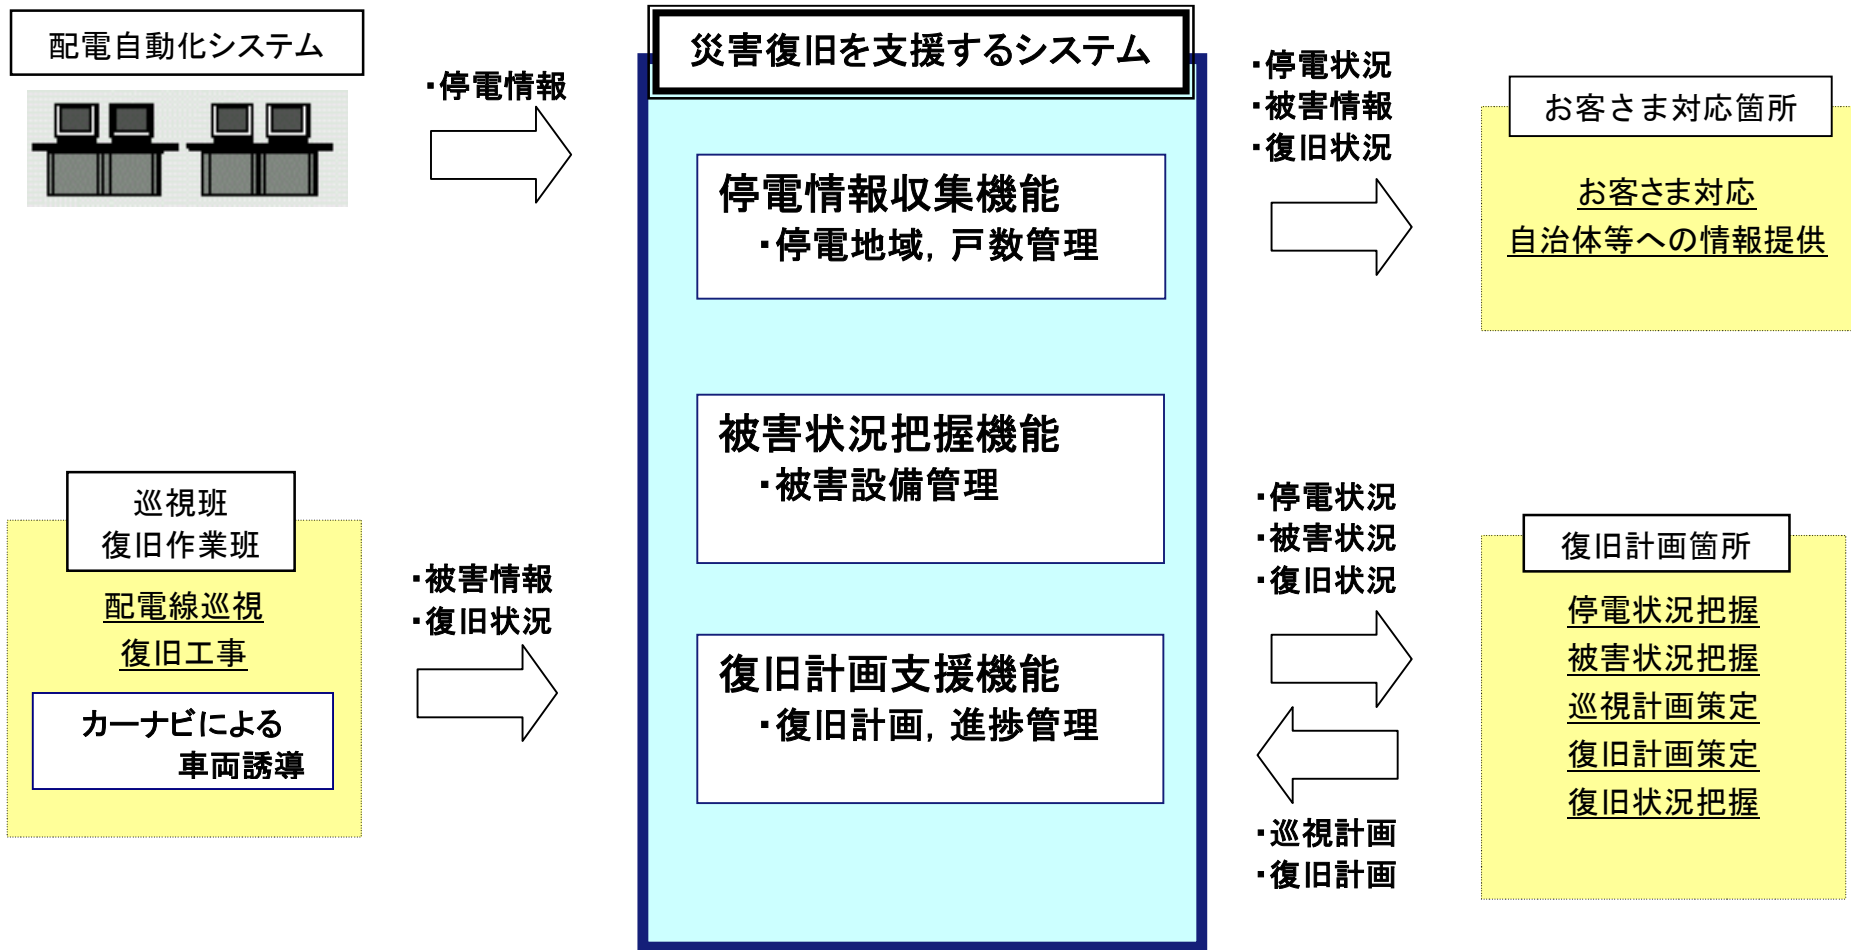 配電自動化システム
・停電情報
災害復旧を支援するシステム
停電情報収集機能
・停電地域，戸数管理
被害状況把握機能
・被害設備管理
復旧計画支援機能
・復旧計画，進捗管理
・停電状況
・被害情報
・復旧状況
お客さま対応箇所
お客さま対応
自治体等への情報提供
巡視班
復旧作業班
配電線巡視
復旧工事
カーナビによる
車両誘導
・被害情報
・復旧状況
・停電状況
・被害状況
・復旧状況
・巡視計画
・復旧計画
復旧計画箇所
停電状況把握
被害状況把握
巡視計画策定
復旧計画策定
復旧状況把握